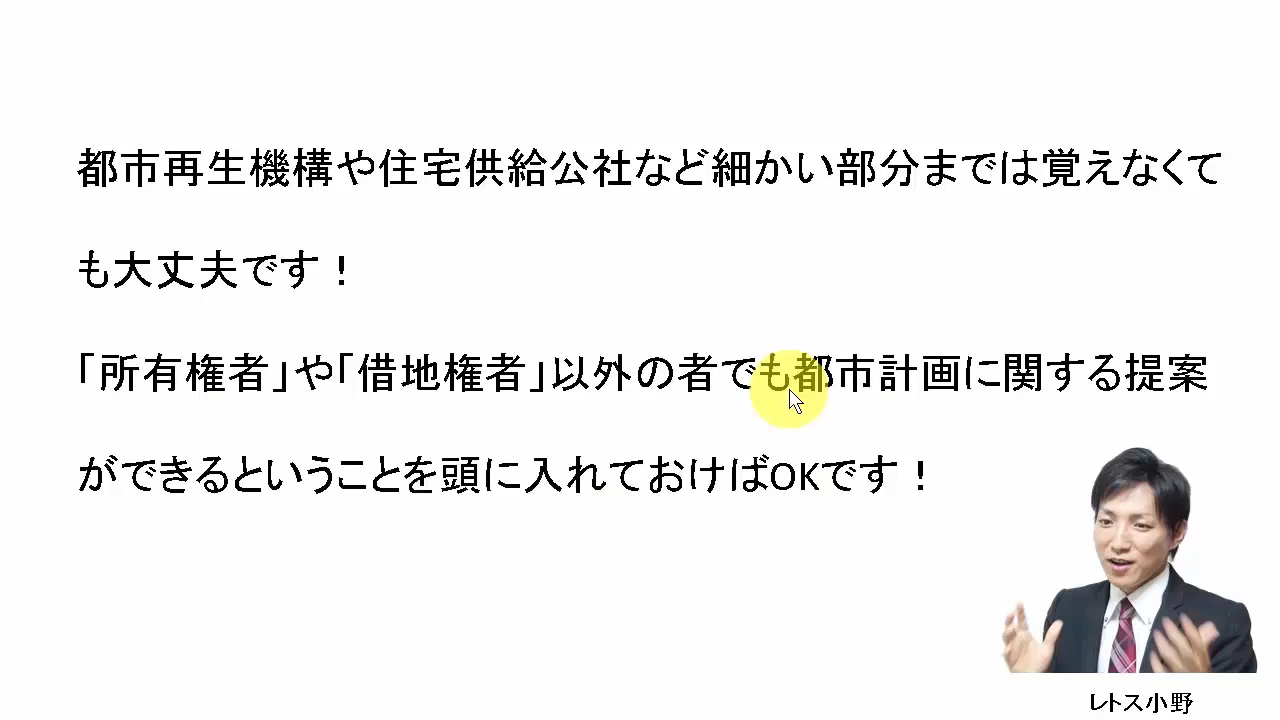 都市再生機構や住宅供給公社など細かい部分までは覚えなくて
も大丈夫です！
「所有権者」や「借地権者」以外の者でも都市計画に関する提案
ができるということを頭に入れておけばOKです！
レトス小野